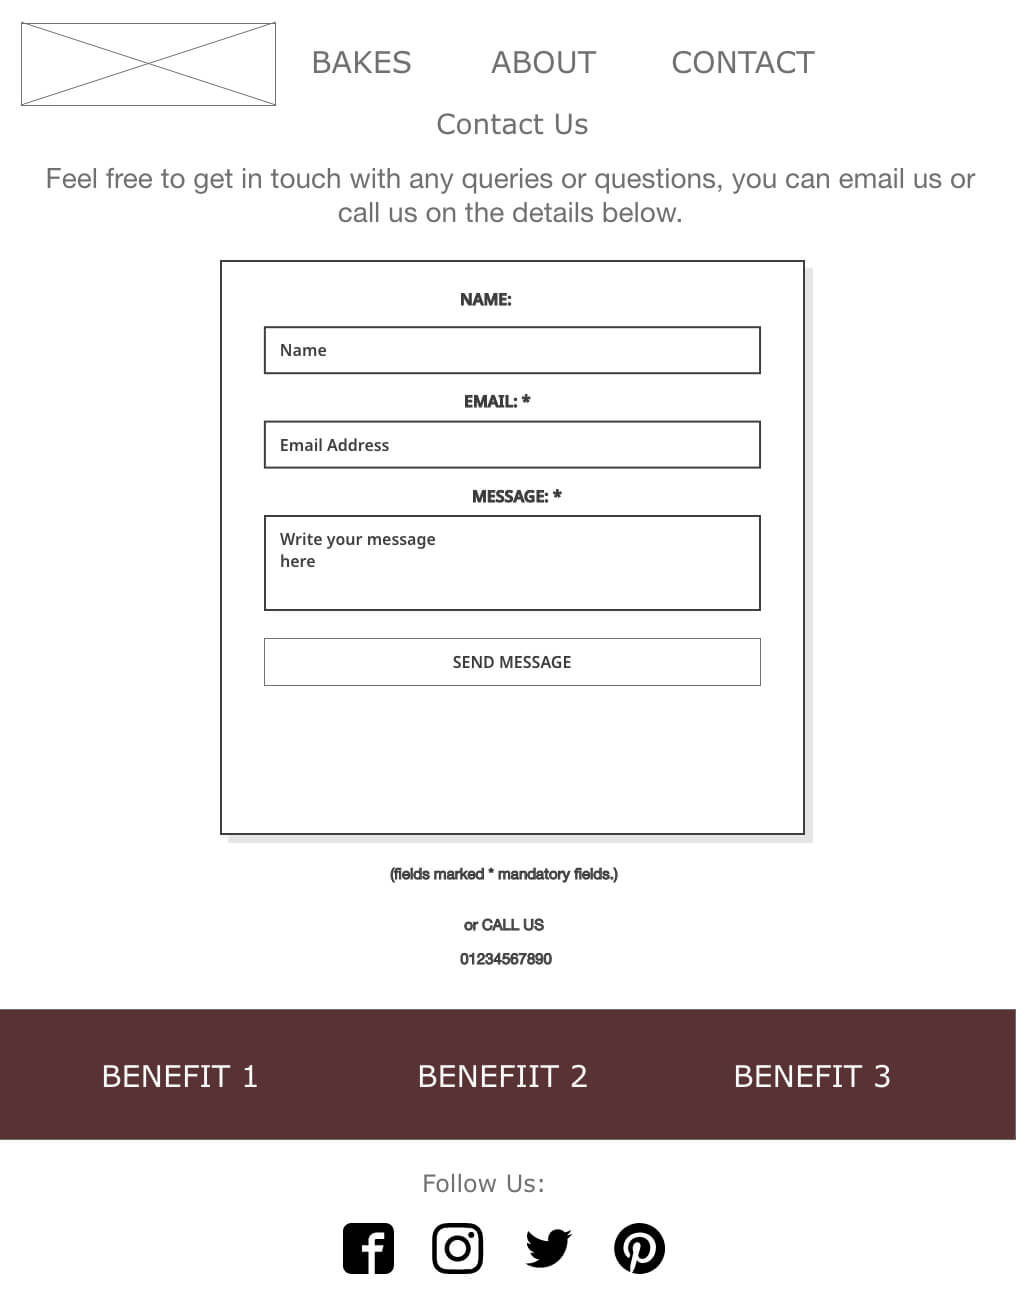 BAKES ABOUT CONTACT
Contact Us
Feel free to get in touch with any queries or questions, you can email us or
call us on the details below.
NAME:
Name
EMAIL: *
Email Address
MESSAGE: *
Write your message
here
SEND MESSAGE
(fields marked * mandatory fields.)
or CALL US
01234567890
BENEFIT 1 BENEFIIT 2 BENEFIT 3
Follow Us: